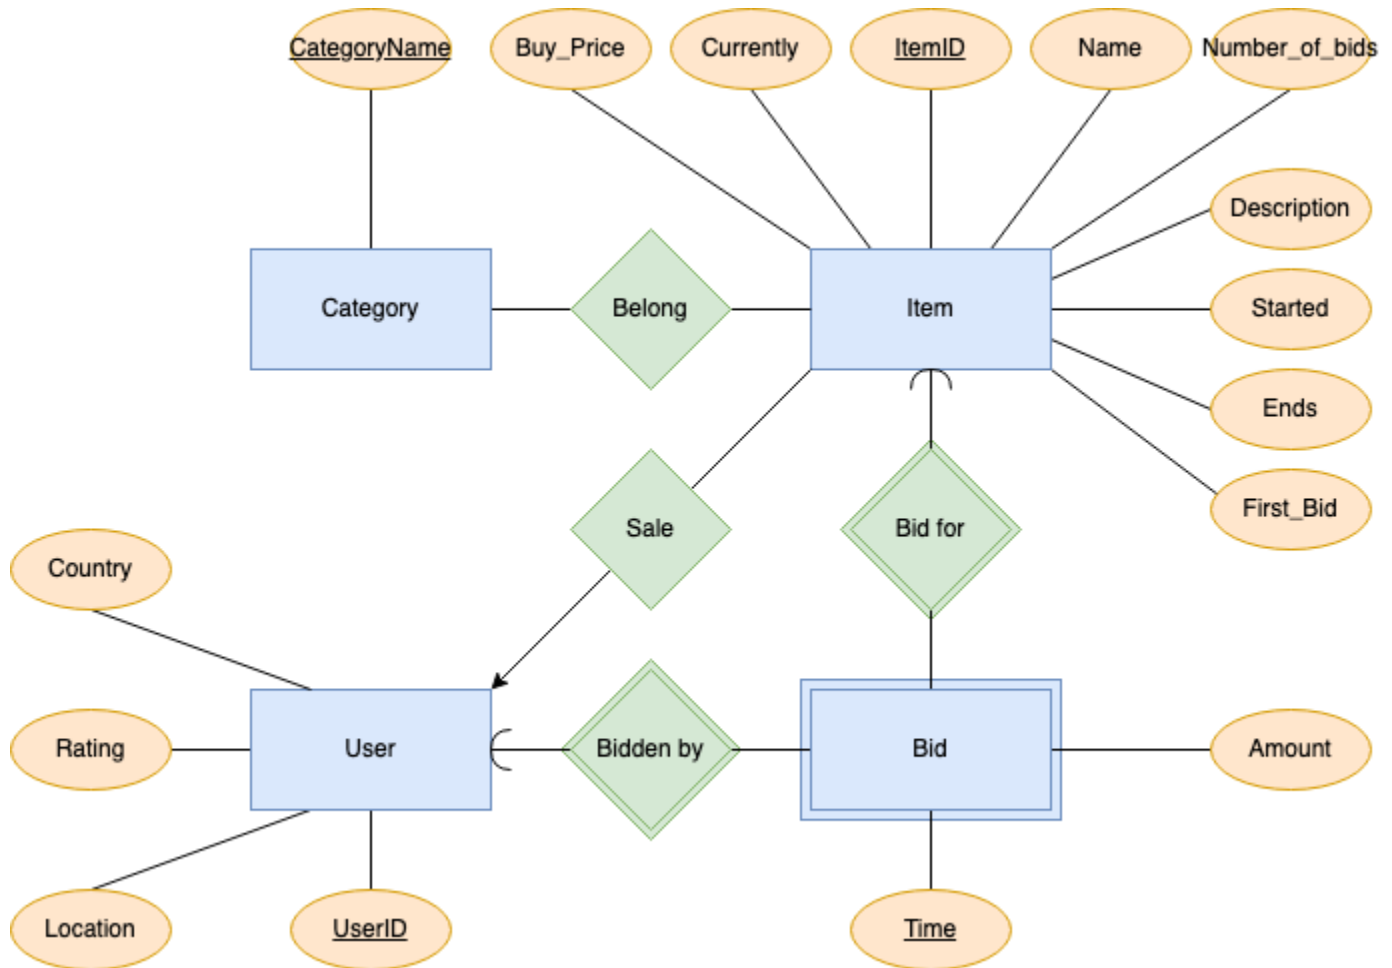 CategoryName
Buy_Price
Currently
ItemID
Name
Number_of_bids
Description
Category
Belong
Item
Started
Ends
First_Bid
Sale
Bid for
Country
Rating
User
Bidden by
Bid
Amount
Location
UserID
Time